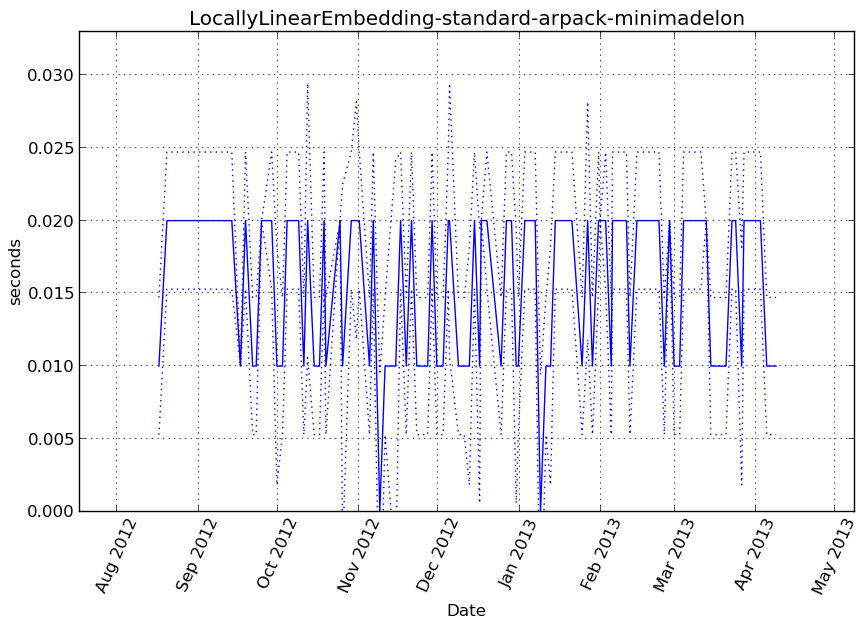 LocallyLinearEmbedding-standard-arpack-minimadelon
0.030
0.025
0.020
0.015
0.010
0.005
0.000
seconds
Aug 2012
Sep 2012
Oct 2012
Nov 2012
Dec 2012
Jan 2013
Feb 2013
Mar 2013
Apr 2013
May 2013
Date